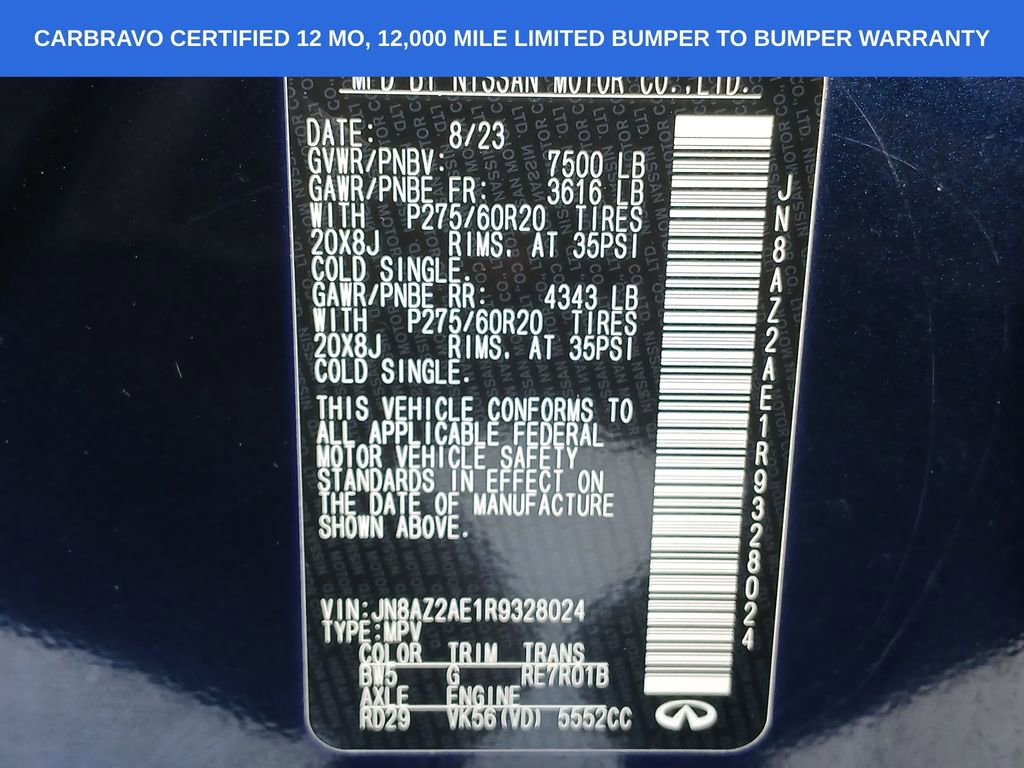 CARBRAVO CERTIFIED 12 MO, 12,000 MILE LIMITED BUMPER TO BUMPER WARRANTY
MFD BY NISSAN MOTOR CO.,LTD.
DATE: 8/23
GVWR/PNBV: 7500 LB
GAWR/PNBE FR: 3616 LB
WITH P275/60R20 TIRES
20X8J RIMS. AT 35PSI
COLD SINGLE.
GAWR/PNBE RR: 4343 LB
WITH P275/60R20 TIRES
20X8J RIMS. AT 35PSI
COLD SINGLE.
THIS VEHICLE CONFORMS TO
ALL APPLICABLE FEDERAL
MOTOR VEHICLE SAFETY
STANDARDS IN EFFECT ON
THE DATE OF MANUFACTURE
SHOWN ABOVE.
VIN:JN8AZ2AE1R9328024
TYPE:MPV
COLOR TRIM TRANS
BW5 G RE7R01B
AXLE ENGINE
RD29 VK56(VD) 5552CC
JN8AZ2AE1R9328024